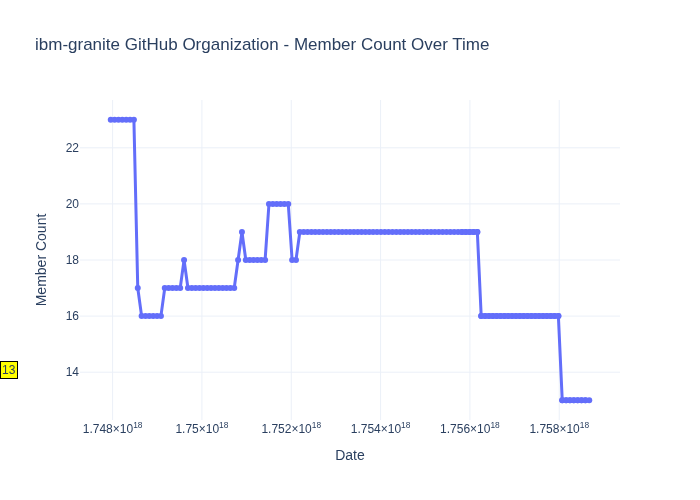 ibm-granite GitHub Organization - Member Count Over Time
22
20
18
16
14
Member Count
13
1.748×10¹⁸ 1.75×10¹⁸ 1.752×10¹⁸ 1.754×10¹⁸ 1.756×10¹⁸ 1.758×10¹⁸
Date